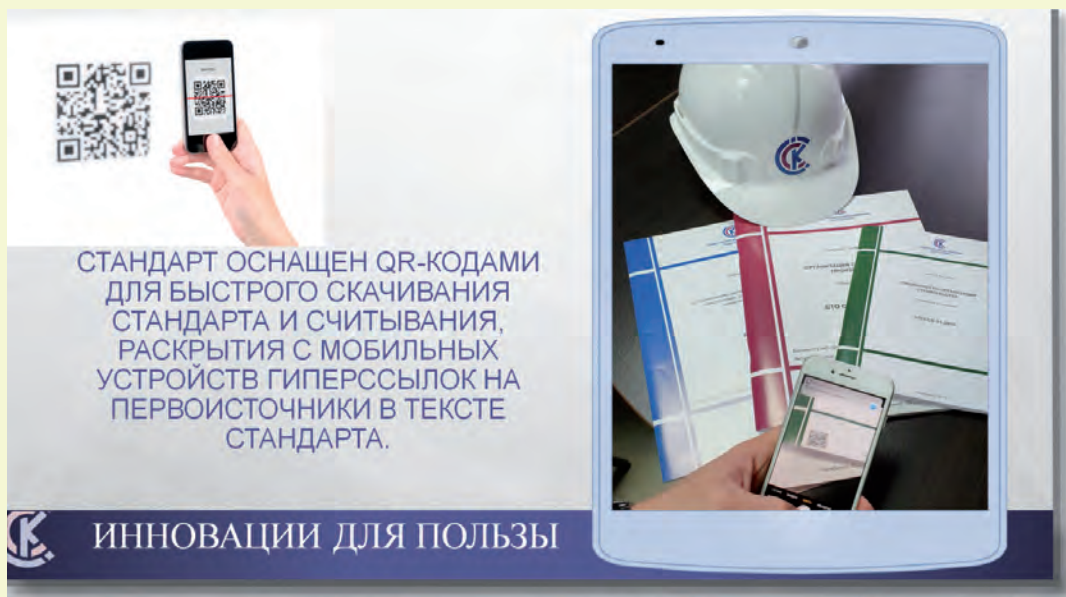 СТАНДАРТ ОСНАЩЕН QR-КОДАМИ
ДЛЯ БЫСТРОГО СКАЧИВАНИЯ
СТАНДАРТА И СЧИТЫВАНИЯ,
РАСКРЫТИЯ С МОБИЛЬНЫХ
УСТРОЙСТВ ГИПЕРССЫЛОК НА
ПЕРВОИСТОЧНИКИ В ТЕКСТЕ
СТАНДАРТА.
ИННОВАЦИИ ДЛЯ ПОЛЬЗЫ